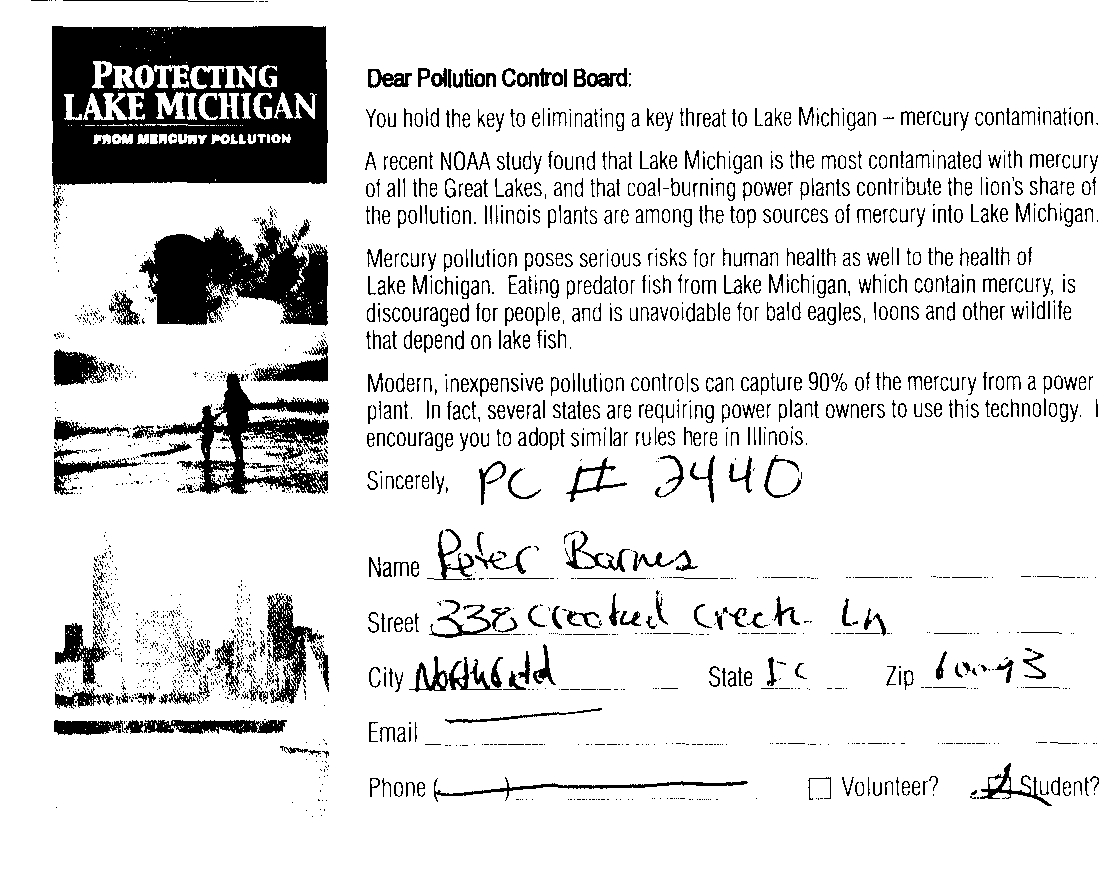 PROTECTING
LAKE MICHIGAN
FROM MERCURY POLLUTION
Dear Pollution Control Board:
You hold the key to eliminating a key threat to Lake Michigan – mercury contamination.
A recent NOAA study found that Lake Michigan is the most contaminated with mercury
of all the Great Lakes, and that coal-burning power plants contribute the lion's share of
the pollution. Illinois plants are among the top sources of mercury into Lake Michigan.
Mercury pollution poses serious risks for human health as well to the health of
Lake Michigan. Eating predator fish from Lake Michigan, which contain mercury, is
discouraged for people, and is unavoidable for bald eagles, loons and other wildlife
that depend on lake fish.
Modern, inexpensive pollution controls can capture 90% of the mercury from a power
plant. In fact, several states are requiring power plant owners to use this technology. I
encourage you to adopt similar rules here in Illinois.
Sincerely, PC # 2440
Name Peter Barnes
Street 338 Crooked Creek Ln
City Northfield State IL Zip 60093
Email
Phone ( ) Volunteer? Student?